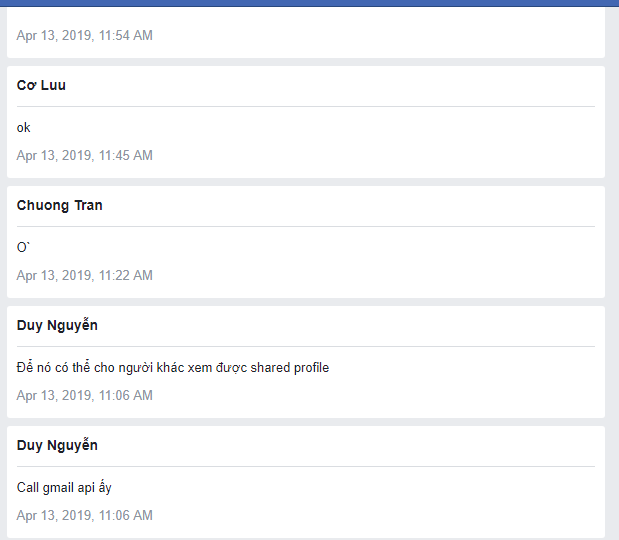 Apr 13, 2019, 11:54 AM
Cơ Luu
ok
Apr 13, 2019, 11:45 AM
Chuong Tran
O`
Apr 13, 2019, 11:22 AM
Duy Nguyễn
Để nó có thể cho người khác xem được shared profile
Apr 13, 2019, 11:06 AM
Duy Nguyễn
Call gmail api ấy
Apr 13, 2019, 11:06 AM